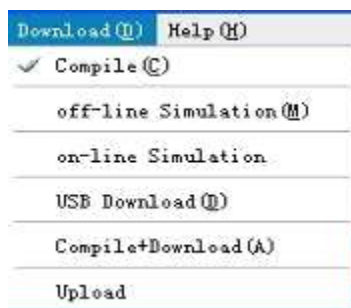 Download(D) Help(H)
Compile(C)
off-line Simulation(M)
on-line Simulation
USB Download(D)
Compile+Download(A)
Upload